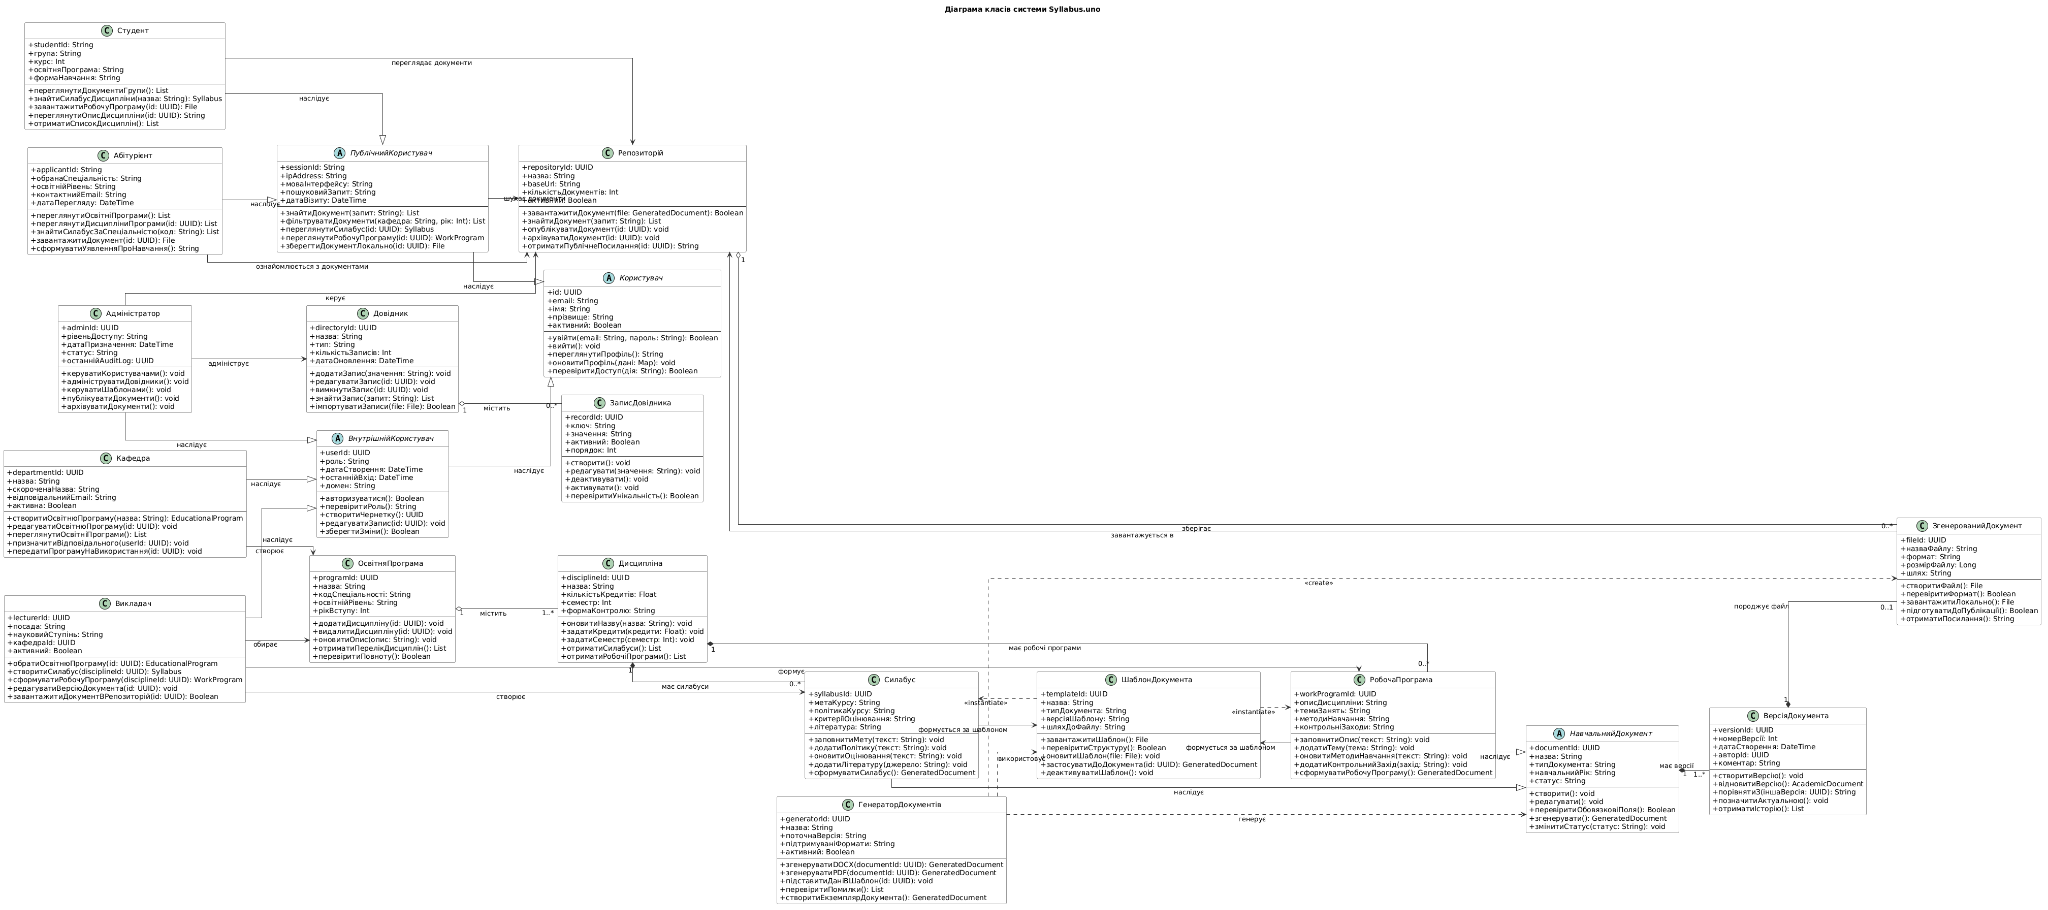 Діаграма класів системи Syllabus.uno
C Студент
+studentId: String
+група: String
+курс: Int
+освітняПрограма: String
+формаНавчання: String
+переглянутиДокументиГрупи(): List
+знайтиСилабусДисципліни(назва: String): Syllabus
+завантажитиРобочуПрограму(id: UUID): File
+переглянутиОписДисципліни(id: UUID): String
+отриматиСписокДисциплін(): List
переглядає документи
наслідує
C Абітурієнт
+applicantId: String
+обранаСпеціальність: String
+освітнійРівень: String
+контактнийEmail: String
+датаПерегляду: DateTime
+переглянутиОсвітніПрограми(): List
+переглянутиДисципліниПрограми(id: UUID): List
+знайтиСилабусЗаСпеціальністю(код: String): List
+завантажитиДокумент(id: UUID): File
+сформуватиУявленняПроНавчання(): String
наслідує
ознайомлюється з документами
A ПублічнийКористувач
+sessionId: String
+ipAddress: String
+моваІнтерфейсу: String
+пошуковийЗапит: String
+датаВізиту: DateTime
+знайтиДокумент(запит: String): List
+фільтруватиДокументи(кафедра: String, рік: Int): List
+переглянутиСилабус(id: UUID): Syllabus
+переглянутиРобочуПрограму(id: UUID): WorkProgram
+зберегтиДокументЛокально(id: UUID): File
наслідує
C Репозиторій
+repositoryId: UUID
+назва: String
+baseUrl: String
+кількістьДокументів: Int
+активний: Boolean
+завантажитиДокумент(file: GeneratedDocument): Boolean
+знайтиДокумент(запит: String): List
+опублікуватиДокумент(id: UUID): void
+архівуватиДокумент(id: UUID): void
+отриматиПублічнеПосилання(id: UUID): String
1
A Користувач
+id: UUID
+email: String
+імя: String
+прізвище: String
+активний: Boolean
+увійти(email: String, пароль: String): Boolean
+вийти(): void
+переглянутиПрофіль(): String
+оновитиПрофіль(дані: Map): void
+перевіритиДоступ(дія: String): Boolean
керує
C Адміністратор
+adminId: UUID
+рівеньДоступу: String
+датаПризначення: DateTime
+статус: String
+останнійAuditLog: UUID
+керуватиКористувачами(): void
+адмініструватиДовідники(): void
+керуватиШаблонами(): void
+публікуватиДокументи(): void
+архівуватиДокументи(): void
адмініструє
наслідує
C Довідник
+directoryId: UUID
+назва: String
+тип: String
+кількістьЗаписів: Int
+датаОновлення: DateTime
+додатиЗапис(значення: String): void
+редагуватиЗапис(id: UUID): void
+вимкнутиЗапис(id: UUID): void
+знайтиЗапис(запит: String): List
+імпортуватиЗаписи(file: File): Boolean
1
містить
0..*
C ЗаписДовідника
+recordId: UUID
+ключ: String
+значення: String
+активний: Boolean
+порядок: Int
+створити(): void
+редагувати(значення: String): void
+деактивувати(): void
+активувати(): void
+перевіритиУнікальність(): Boolean
A ВнутрішнійКористувач
+userId: UUID
+роль: String
+датаСтворення: DateTime
+останнійВхід: DateTime
+домен: String
+авторизуватися(): Boolean
+перевіритиРоль(): String
+створитиЧернетку(): UUID
+редагуватиЗапис(id: UUID): void
+зберегтиЗміни(): Boolean
наслідує
C Кафедра
+departmentId: UUID
+назва: String
+скороченаНазва: String
+відповідальнийEmail: String
+активна: Boolean
+створитиОсвітнюПрограму(назва: String): EducationalProgram
+редагуватиОсвітнюПрограму(id: UUID): void
+переглянутиОсвітніПрограми(): List
+призначитиВідповідального(userId: UUID): void
+передатиПрограмуНаВикористання(id: UUID): void
наслідує
наслідує
створює
C Викладач
+lecturerId: UUID
+посада: String
+науковийСтупінь: String
+кафедраId: UUID
+активний: Boolean
+обратиОсвітнюПрограму(id: UUID): EducationalProgram
+створитиСилабус(disciplineId: UUID): Syllabus
+сформуватиРобочуПрограму(disciplineId: UUID): WorkProgram
+редагуватиВерсіюДокумента(id: UUID): void
+завантажитиДокументВРепозиторій(id: UUID): Boolean
обирає
формує
створює
C ОсвітняПрограма
+programId: UUID
+назва: String
+кодСпеціальності: String
+освітнійРівень: String
+рікВступу: Int
+додатиДисципліну(id: UUID): void
+видалитиДисципліну(id: UUID): void
+оновитиОпис(опис: String): void
+отриматиПерелікДисциплін(): List
+перевіритиПовноту(): Boolean
1
містить
1..*
C Дисципліна
+disciplineId: UUID
+назва: String
+кількістьКредитів: Float
+семестр: Int
+формаКонтролю: String
+оновитиНазву(назва: String): void
+задатиКредити(кредити: Float): void
+задатиСеместр(семестр: Int): void
+отриматиСилабуси(): List
+отриматиРобочіПрограми(): List
1
має робочі програми
0..*
1
має силабуси
0..*
C Силабус
+syllabusId: UUID
+метаКурсу: String
+політикаКурсу: String
+критеріїОцінювання: String
+література: String
+заповнитиМету(текст: String): void
+додатиПолітику(текст: String): void
+оновитиОцінювання(текст: String): void
+додатиЛітературу(джерело: String): void
+сформуватиСилабус(): GeneratedDocument
«instantiate»
формується за шаблоном
використовує
C ШаблонДокумента
+templateId: UUID
+назва: String
+типДокумента: String
+версіяШаблону: String
+шляхДоФайлу: String
+завантажитиШаблон(): File
+перевіритиСтруктуру(): Boolean
+оновитиШаблон(file: File): void
+застосуватиДоДокумента(id: UUID): GeneratedDocument
+деактивуватиШаблон(): void
«instantiate»
формується за шаблоном
C РобочаПрограма
+workProgramId: UUID
+описДисципліни: String
+темиЗанять: String
+методиНавчання: String
+контрольніЗаходи: String
+заповнитиОпис(текст: String): void
+додатиТему(тема: String): void
+оновитиМетодиНавчання(текст: String): void
+додатиКонтрольнийЗахід(захід: String): void
+сформуватиРобочуПрограму(): GeneratedDocument
наслідує
наслідує
C ГенераторДокументів
+generatorId: UUID
+назва: String
+поточнаВерсія: String
+підтримуваніФормати: String
+активний: Boolean
+згенеруватиDOCX(documentId: UUID): GeneratedDocument
+згенеруватиPDF(documentId: UUID): GeneratedDocument
+підставитиДаніВШаблон(id: UUID): void
+перевіритиПомилки(): List
+створитиЕкземплярДокумента(): GeneratedDocument
генерує
«create»
A НавчальнийДокумент
+documentId: UUID
+назва: String
+типДокумента: String
+навчальнийРік: String
+статус: String
+створити(): void
+редагувати(): void
+перевіритиОбовязковіПоля(): Boolean
+згенерувати(): GeneratedDocument
+змінитиСтатус(статус: String): void
має версії
1
1..*
C ВерсіяДокумента
+versionId: UUID
+номерВерсії: Int
+датаСтворення: DateTime
+авторId: UUID
+коментар: String
+створитиВерсію(): void
+відновитиВерсію(): AcademicDocument
+порівнятиЗ(іншаВерсія: UUID): String
+позначитиАктуальною(): void
+отриматиІсторію(): List
1
породжує файл
0..1
зберігає
0..*
завантажується в
C ЗгенерованийДокумент
+fileId: UUID
+назваФайлу: String
+формат: String
+розмірФайлу: Long
+шлях: String
+створитиФайл(): File
+перевіритиФормат(): Boolean
+завантажитиЛокально(): File
+підготуватиДоПублікації(): Boolean
+отриматиПосилання(): String